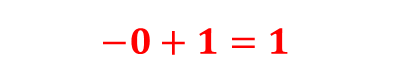 −0 + 1 = 1